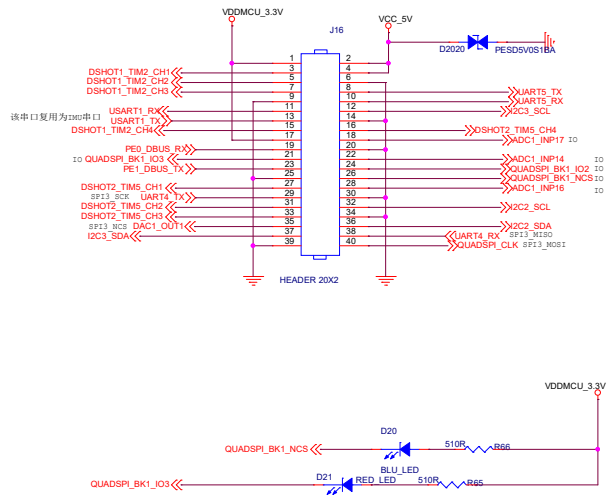 VDDMCU_3.3V
VCC_5V
J16
D2020 PESD5V0S1BA
1 2
DSHOT1_TIM2_CH1 3 4
DSHOT1_TIM2_CH2 5 6
DSHOT1_TIM2_CH3 7 8 UART5_TX
9 10 UART5_RX
USART1_RX 11 12 I2C3_SCL
该串口复用为IMU串口
USART1_TX 13 14
DSHOT1_TIM2_CH4 15 16 DSHOT2_TIM5_CH4
17 18 ADC1_INP17 IO
PE0_DBUS_RX 19 20
IO QUADSPI_BK1_IO3 21 22 ADC1_INP14 IO
PE1_DBUS_TX 23 24 QUADSPI_BK1_IO2 IO
25 26 QUADSPI_BK1_NCS IO
DSHOT2_TIM5_CH1 27 28 ADC1_INP16 IO
SPI3_SCK UART4_TX 29 30
DSHOT2_TIM5_CH2 31 32 I2C2_SCL
DSHOT2_TIM5_CH3 33 34
SPI3_NCS DAC1_OUT1 35 36 I2C2_SDA
I2C3_SDA 37 38 UART4_RX SPI3_MISO
39 40 QUADSPI_CLK SPI3_MOSI
HEADER 20X2
VDDMCU_3.3V
D20
QUADSPI_BK1_NCS 510R R66
BLU_LED
D21 RED_LED 510R R65
QUADSPI_BK1_IO3